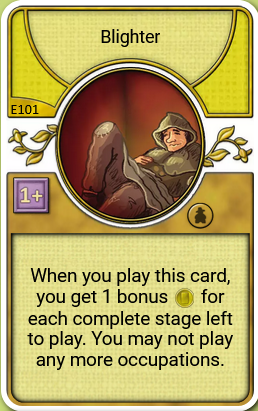 Blighter
E101
1+
When you play this card,
you get 1 bonus for
each complete stage left
to play. You may not play
any more occupations.